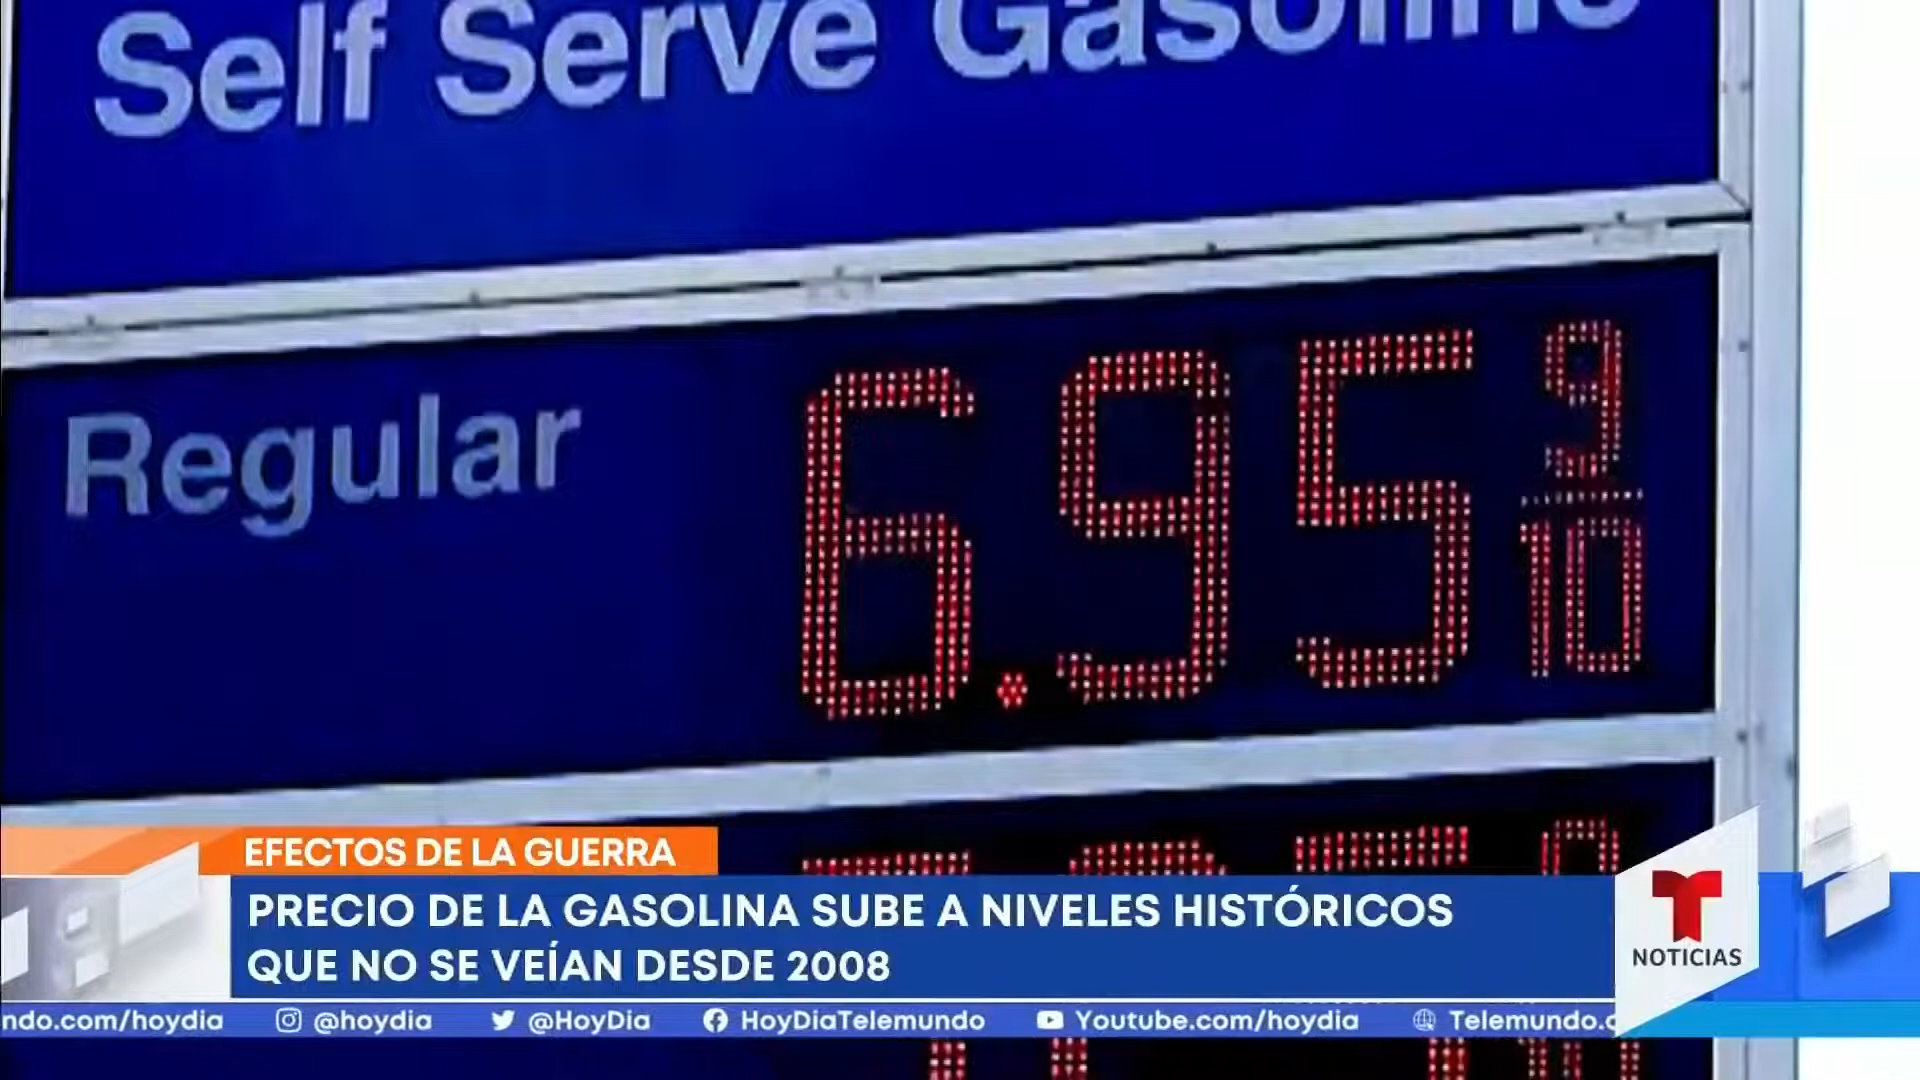 Self Serve Gasoline
Regular
6.95 9/10
EFECTOS DE LA GUERRA
PRECIO DE LA GASOLINA SUBE A NIVELES HISTÓRICOS
QUE NO SE VEÍAN DESDE 2008
NOTICIAS
ndo.com/hoydia @hoydia @HoyDia HoyDiaTelemundo Youtube.com/hoydia Telemundo.c